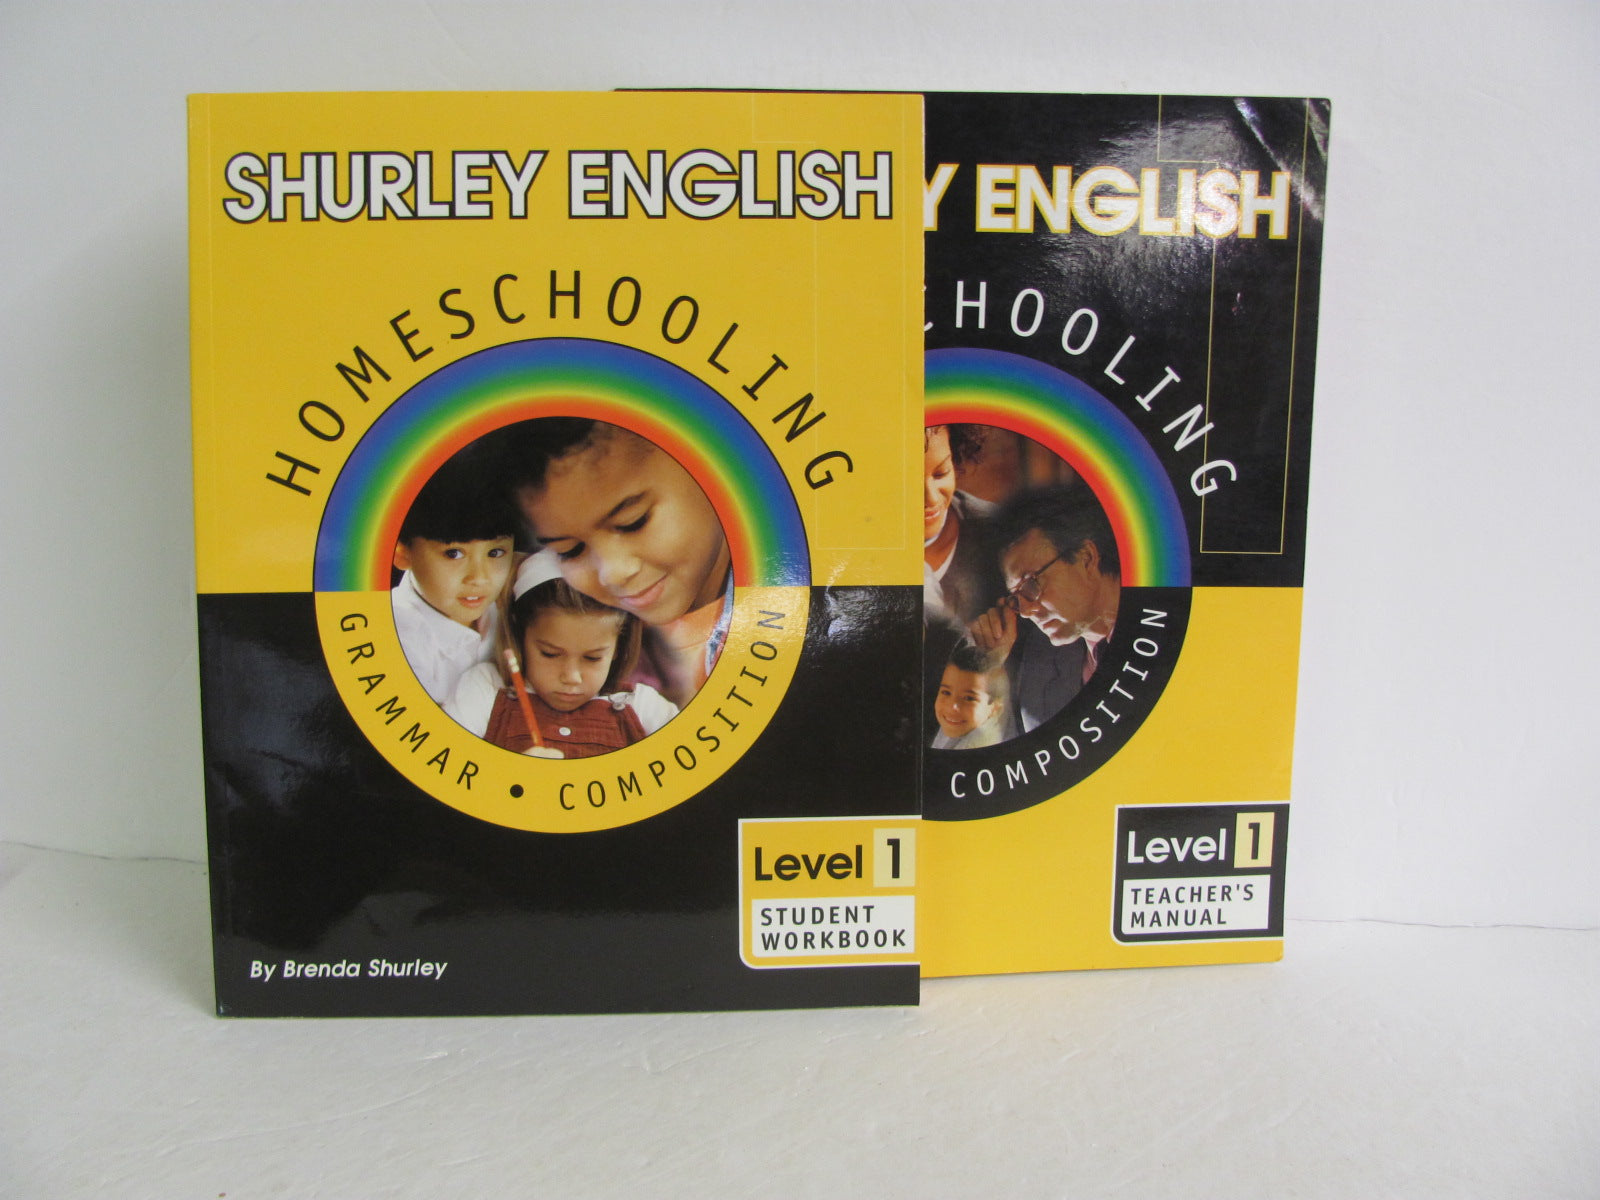 SHURLEY ENGLISH
HOMESCHOOLING
GRAMMAR • COMPOSITION
Level 1
STUDENT
WORKBOOK
By Brenda Shurley
Y ENGLISH
CHOOLING
COMPOSITION
Level 1
TEACHER'S
MANUAL